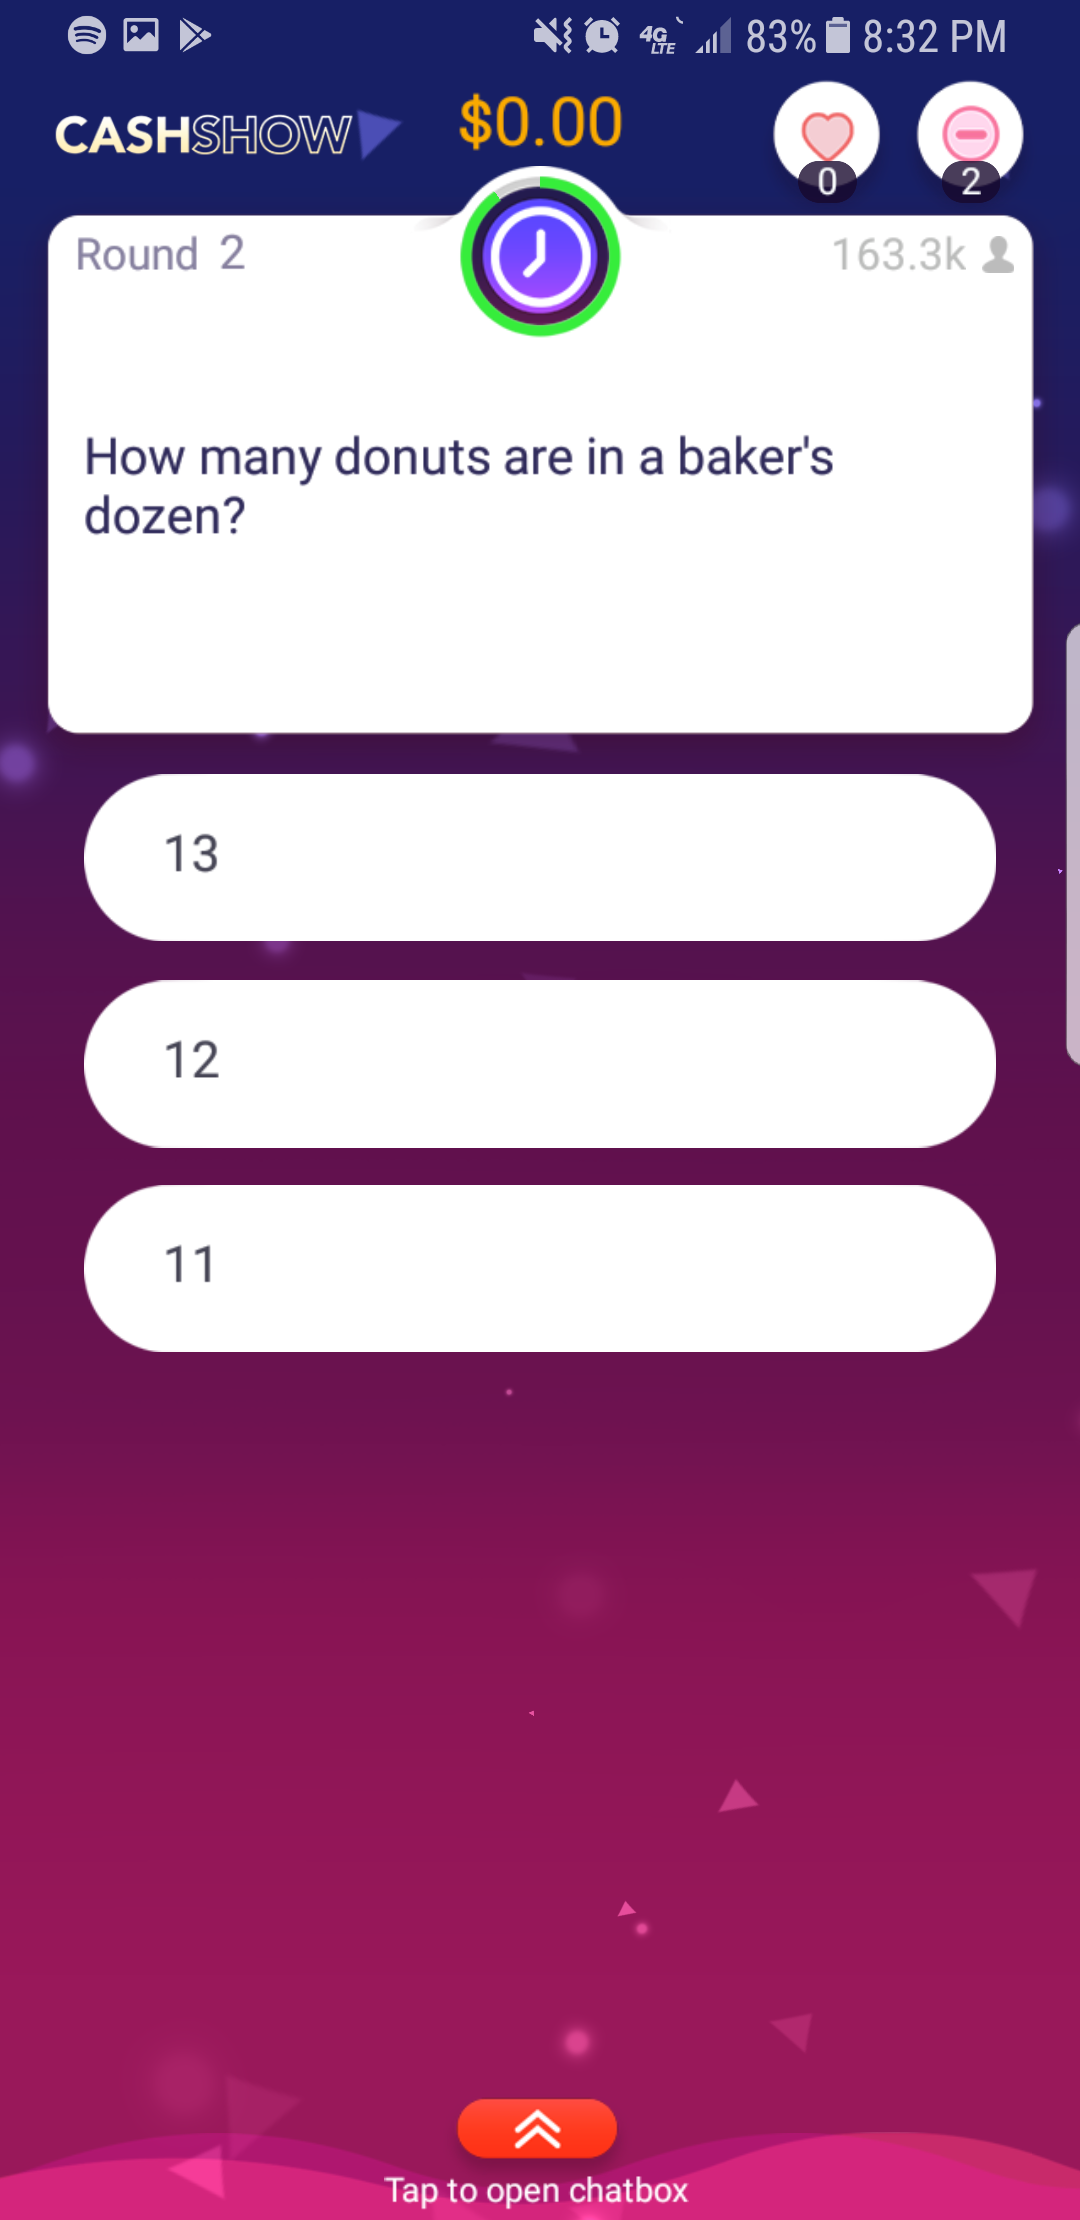 4G LTE 83% 8:32 PM
CASHSHOW $0.00
0 2
Round 2 163.3k
How many donuts are in a baker's
dozen?
13
12
11
Tap to open chatbox